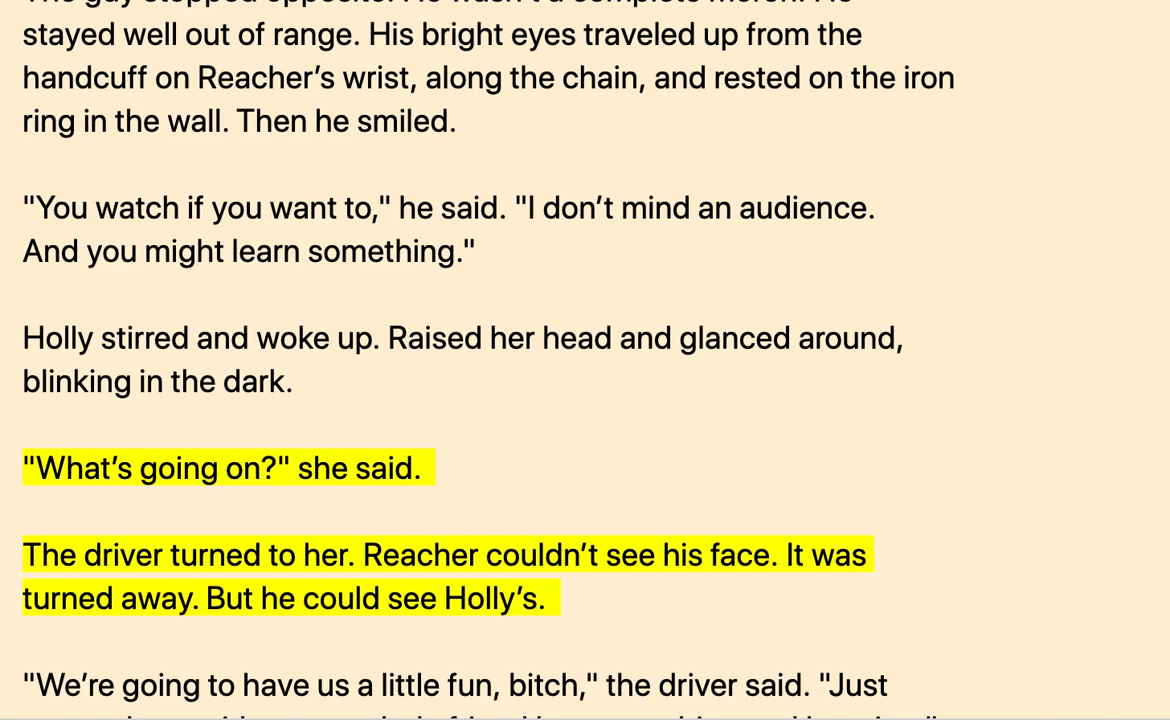 stayed well out of range. His bright eyes traveled up from the
handcuff on Reacher’s wrist, along the chain, and rested on the iron
ring in the wall. Then he smiled.
"You watch if you want to," he said. "I don’t mind an audience.
And you might learn something."
Holly stirred and woke up. Raised her head and glanced around,
blinking in the dark.
"What’s going on?" she said.
The driver turned to her. Reacher couldn’t see his face. It was
turned away. But he could see Holly’s.
"We’re going to have us a little fun, bitch," the driver said. "Just